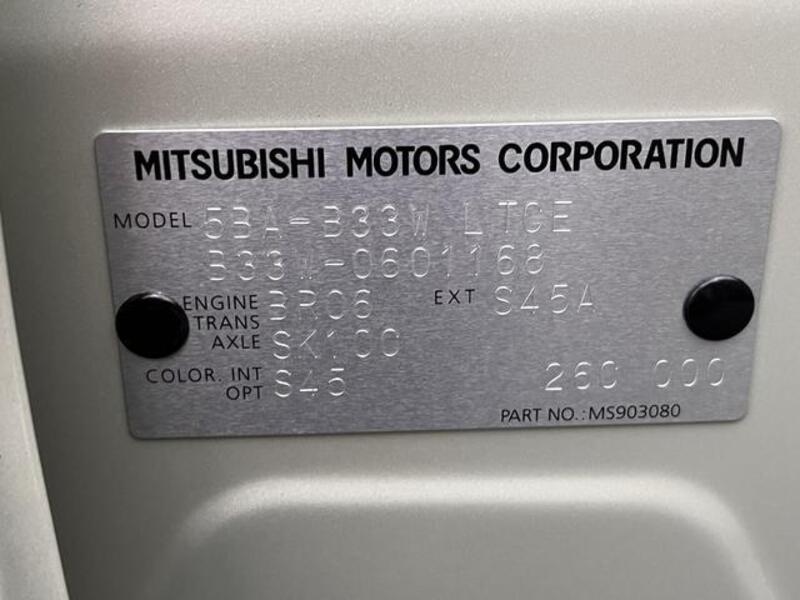 MITSUBISHI MOTORS CORPORATION
MODEL 5BA-B33W LTCE
B33W-0601168
ENGINE BR06 EXT S45A
TRANS
AXLE SK100
COLOR. INT
OPT S45 260 000
PART NO.: MS903080